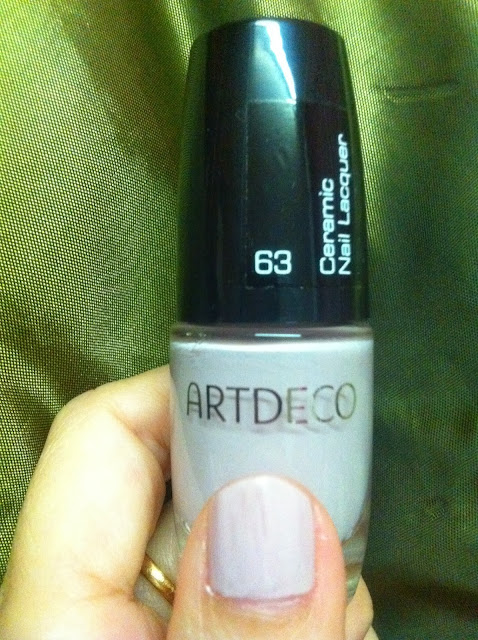 63
Ceramic
Nail Lacquer
ARTDECO